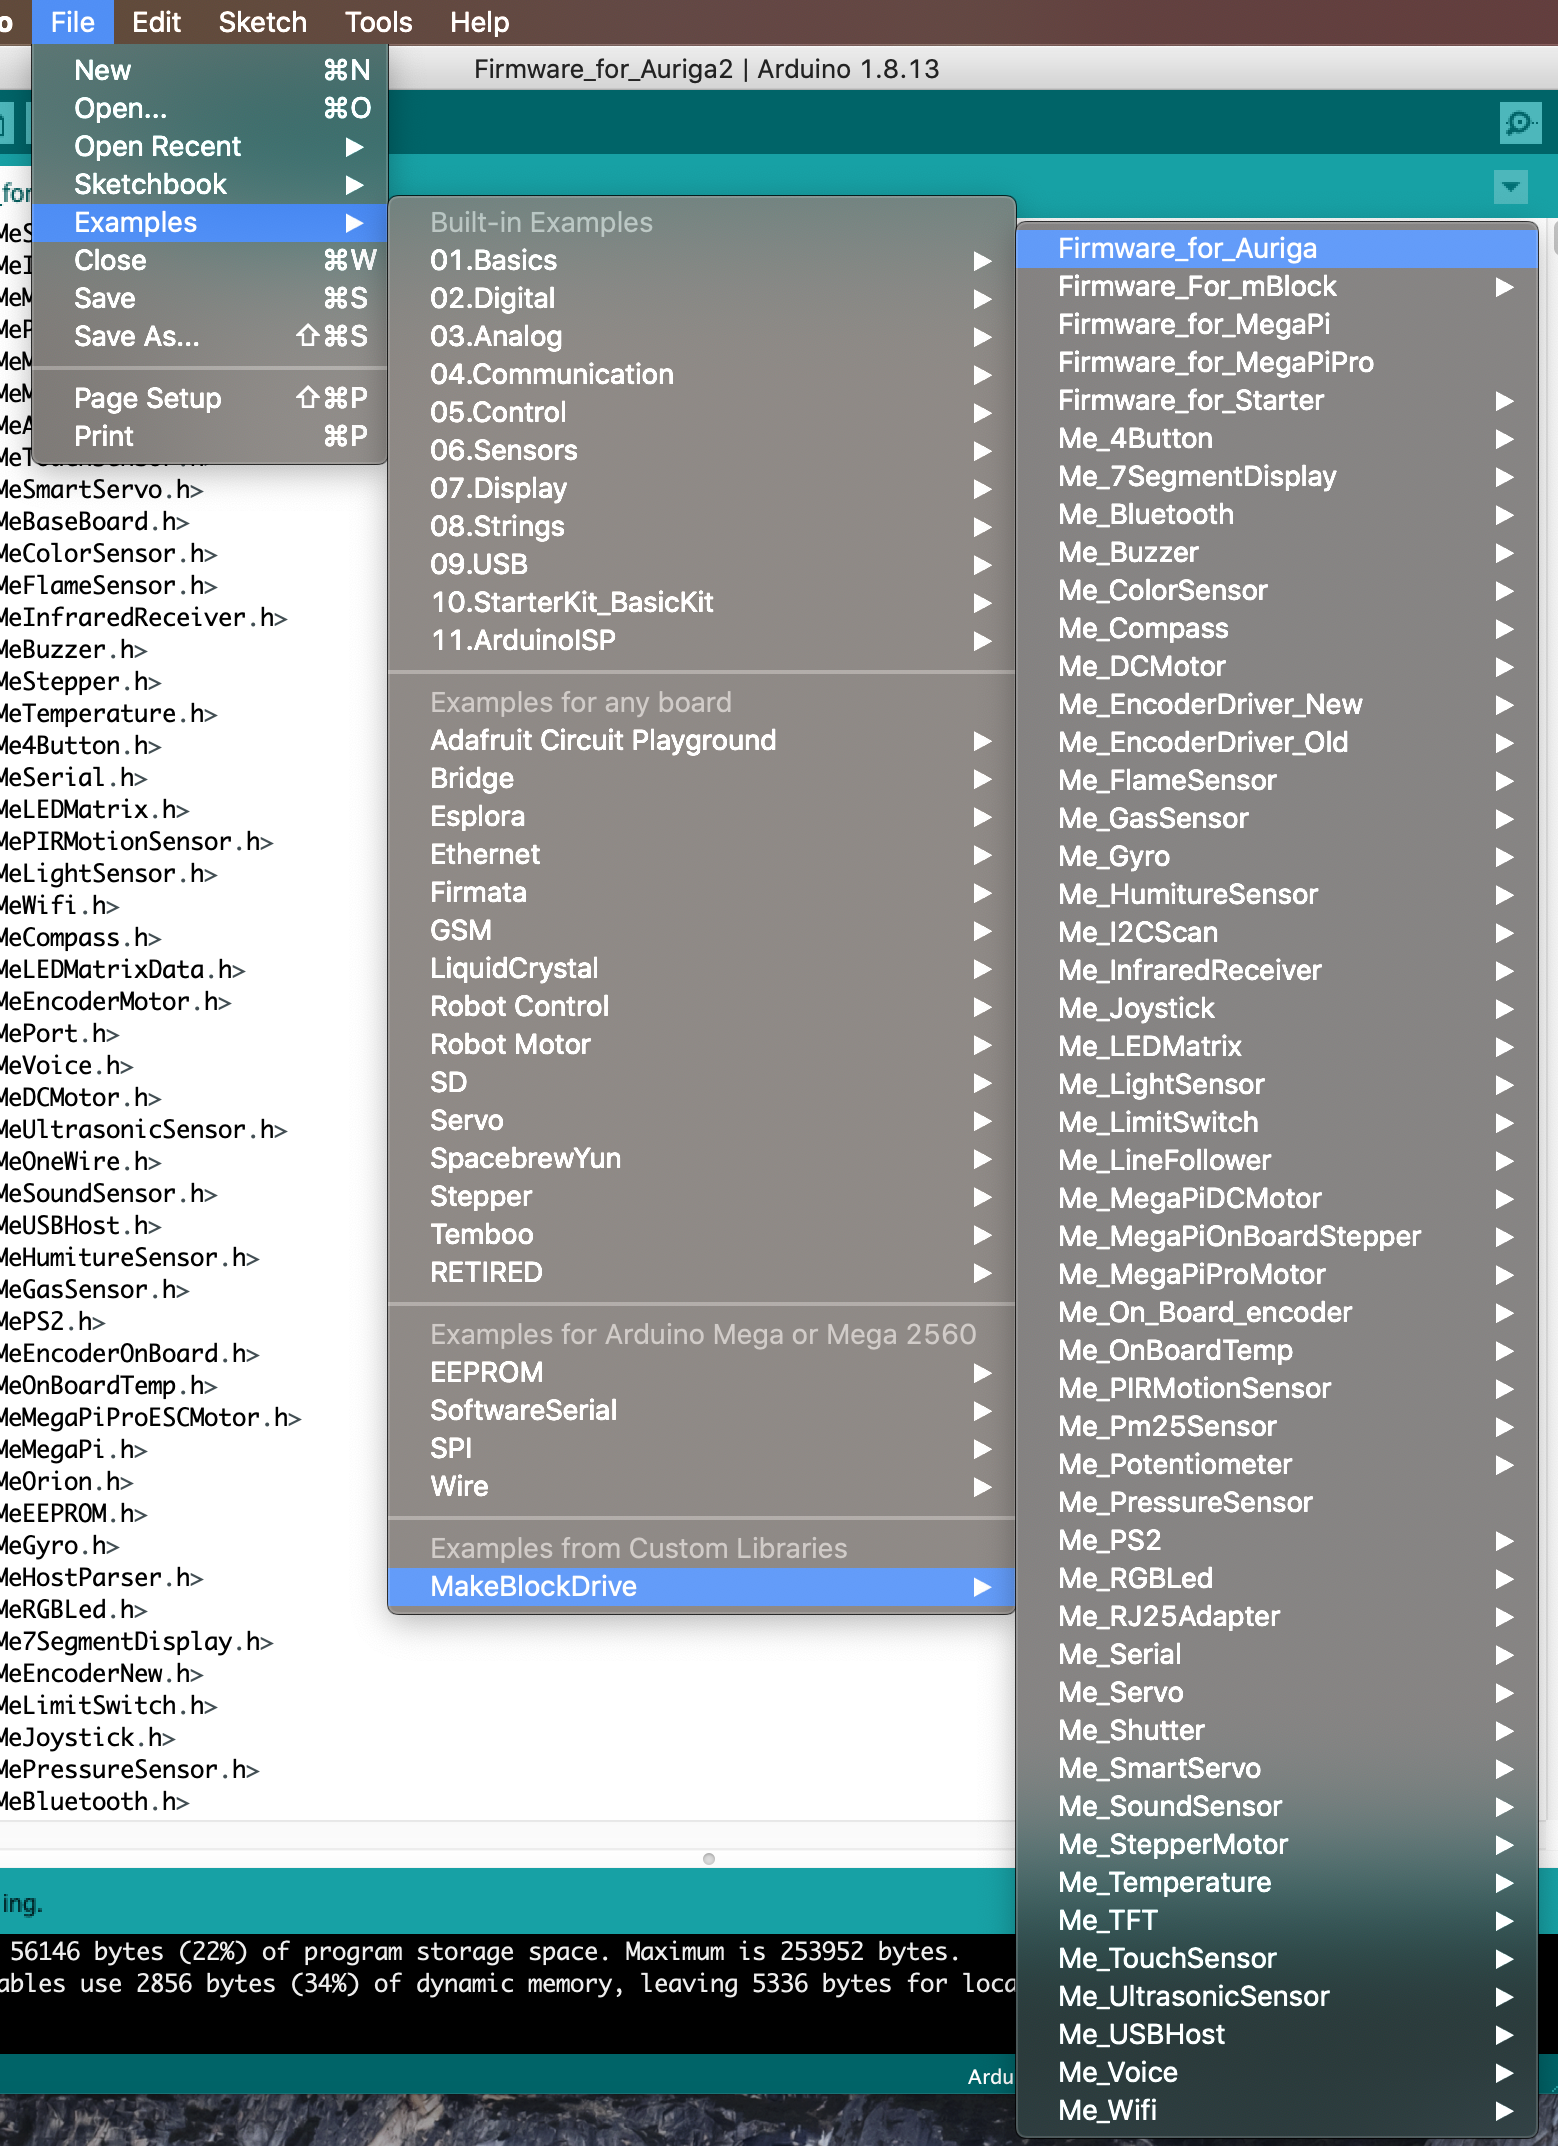 File Edit Sketch Tools Help
Firmware_for_Auriga2 | Arduino 1.8.13
New ⌘N
Open... ⌘O
Open Recent ▶
Sketchbook ▶
Examples ▶
Close ⌘W
Save ⌘S
Save As... ⇧⌘S
Page Setup ⇧⌘P
Print ⌘P
Built-in Examples
01.Basics ▶
02.Digital ▶
03.Analog ▶
04.Communication ▶
05.Control ▶
06.Sensors ▶
07.Display ▶
08.Strings ▶
09.USB ▶
10.StarterKit_BasicKit ▶
11.ArduinoISP ▶
Examples for any board
Adafruit Circuit Playground ▶
Bridge ▶
Esplora ▶
Ethernet ▶
Firmata ▶
GSM ▶
LiquidCrystal ▶
Robot Control ▶
Robot Motor ▶
SD ▶
Servo ▶
SpacebrewYun ▶
Stepper ▶
Temboo ▶
RETIRED ▶
Examples for Arduino Mega or Mega 2560
EEPROM ▶
SoftwareSerial ▶
SPI ▶
Wire ▶
Examples from Custom Libraries
MakeBlockDrive ▶
Firmware_for_Auriga
Firmware_For_mBlock ▶
Firmware_for_MegaPi
Firmware_for_MegaPiPro
Firmware_for_Starter ▶
Me_4Button ▶
Me_7SegmentDisplay ▶
Me_Bluetooth ▶
Me_Buzzer ▶
Me_ColorSensor ▶
Me_Compass ▶
Me_DCMotor ▶
Me_EncoderDriver_New ▶
Me_EncoderDriver_Old ▶
Me_FlameSensor ▶
Me_GasSensor ▶
Me_Gyro ▶
Me_HumitureSensor ▶
Me_I2CScan ▶
Me_InfraredReceiver ▶
Me_Joystick ▶
Me_LEDMatrix ▶
Me_LightSensor ▶
Me_LimitSwitch ▶
Me_LineFollower ▶
Me_MegaPiDCMotor ▶
Me_MegaPiOnBoardStepper ▶
Me_MegaPiProMotor ▶
Me_On_Board_encoder ▶
Me_OnBoardTemp ▶
Me_PIRMotionSensor ▶
Me_Pm25Sensor ▶
Me_Potentiometer ▶
Me_PressureSensor
Me_PS2 ▶
Me_RGBLed ▶
Me_RJ25Adapter ▶
Me_Serial ▶
Me_Servo ▶
Me_Shutter ▶
Me_SmartServo ▶
Me_SoundSensor ▶
Me_StepperMotor ▶
Me_Temperature ▶
Me_TFT ▶
Me_TouchSensor ▶
Me_UltrasonicSensor ▶
Me_USBHost ▶
Me_Voice ▶
Me_Wifi ▶
MeSmartServo.h>
MeBaseBoard.h>
MeColorSensor.h>
MeFlameSensor.h>
MeInfraredReceiver.h>
MeBuzzer.h>
MeStepper.h>
MeTemperature.h>
Me4Button.h>
MeSerial.h>
MeLEDMatrix.h>
MePIRMotionSensor.h>
MeLightSensor.h>
MeWifi.h>
MeCompass.h>
MeLEDMatrixData.h>
MeEncoderMotor.h>
MePort.h>
MeVoice.h>
MeDCMotor.h>
MeUltrasonicSensor.h>
MeOneWire.h>
MeSoundSensor.h>
MeUSBHost.h>
MeHumitureSensor.h>
MeGasSensor.h>
MePS2.h>
MeEncoderOnBoard.h>
MeOnBoardTemp.h>
MeMegaPiProESCMotor.h>
MeMegaPi.h>
MeOrion.h>
MeEEPROM.h>
MeGyro.h>
MeHostParser.h>
MeRGBLed.h>
Me7SegmentDisplay.h>
MeEncoderNew.h>
MeLimitSwitch.h>
MeJoystick.h>
MePressureSensor.h>
MeBluetooth.h>
ing.
56146 bytes (22%) of program storage space. Maximum is 253952 bytes.
ables use 2856 bytes (34%) of dynamic memory, leaving 5336 bytes for loca
Ardu